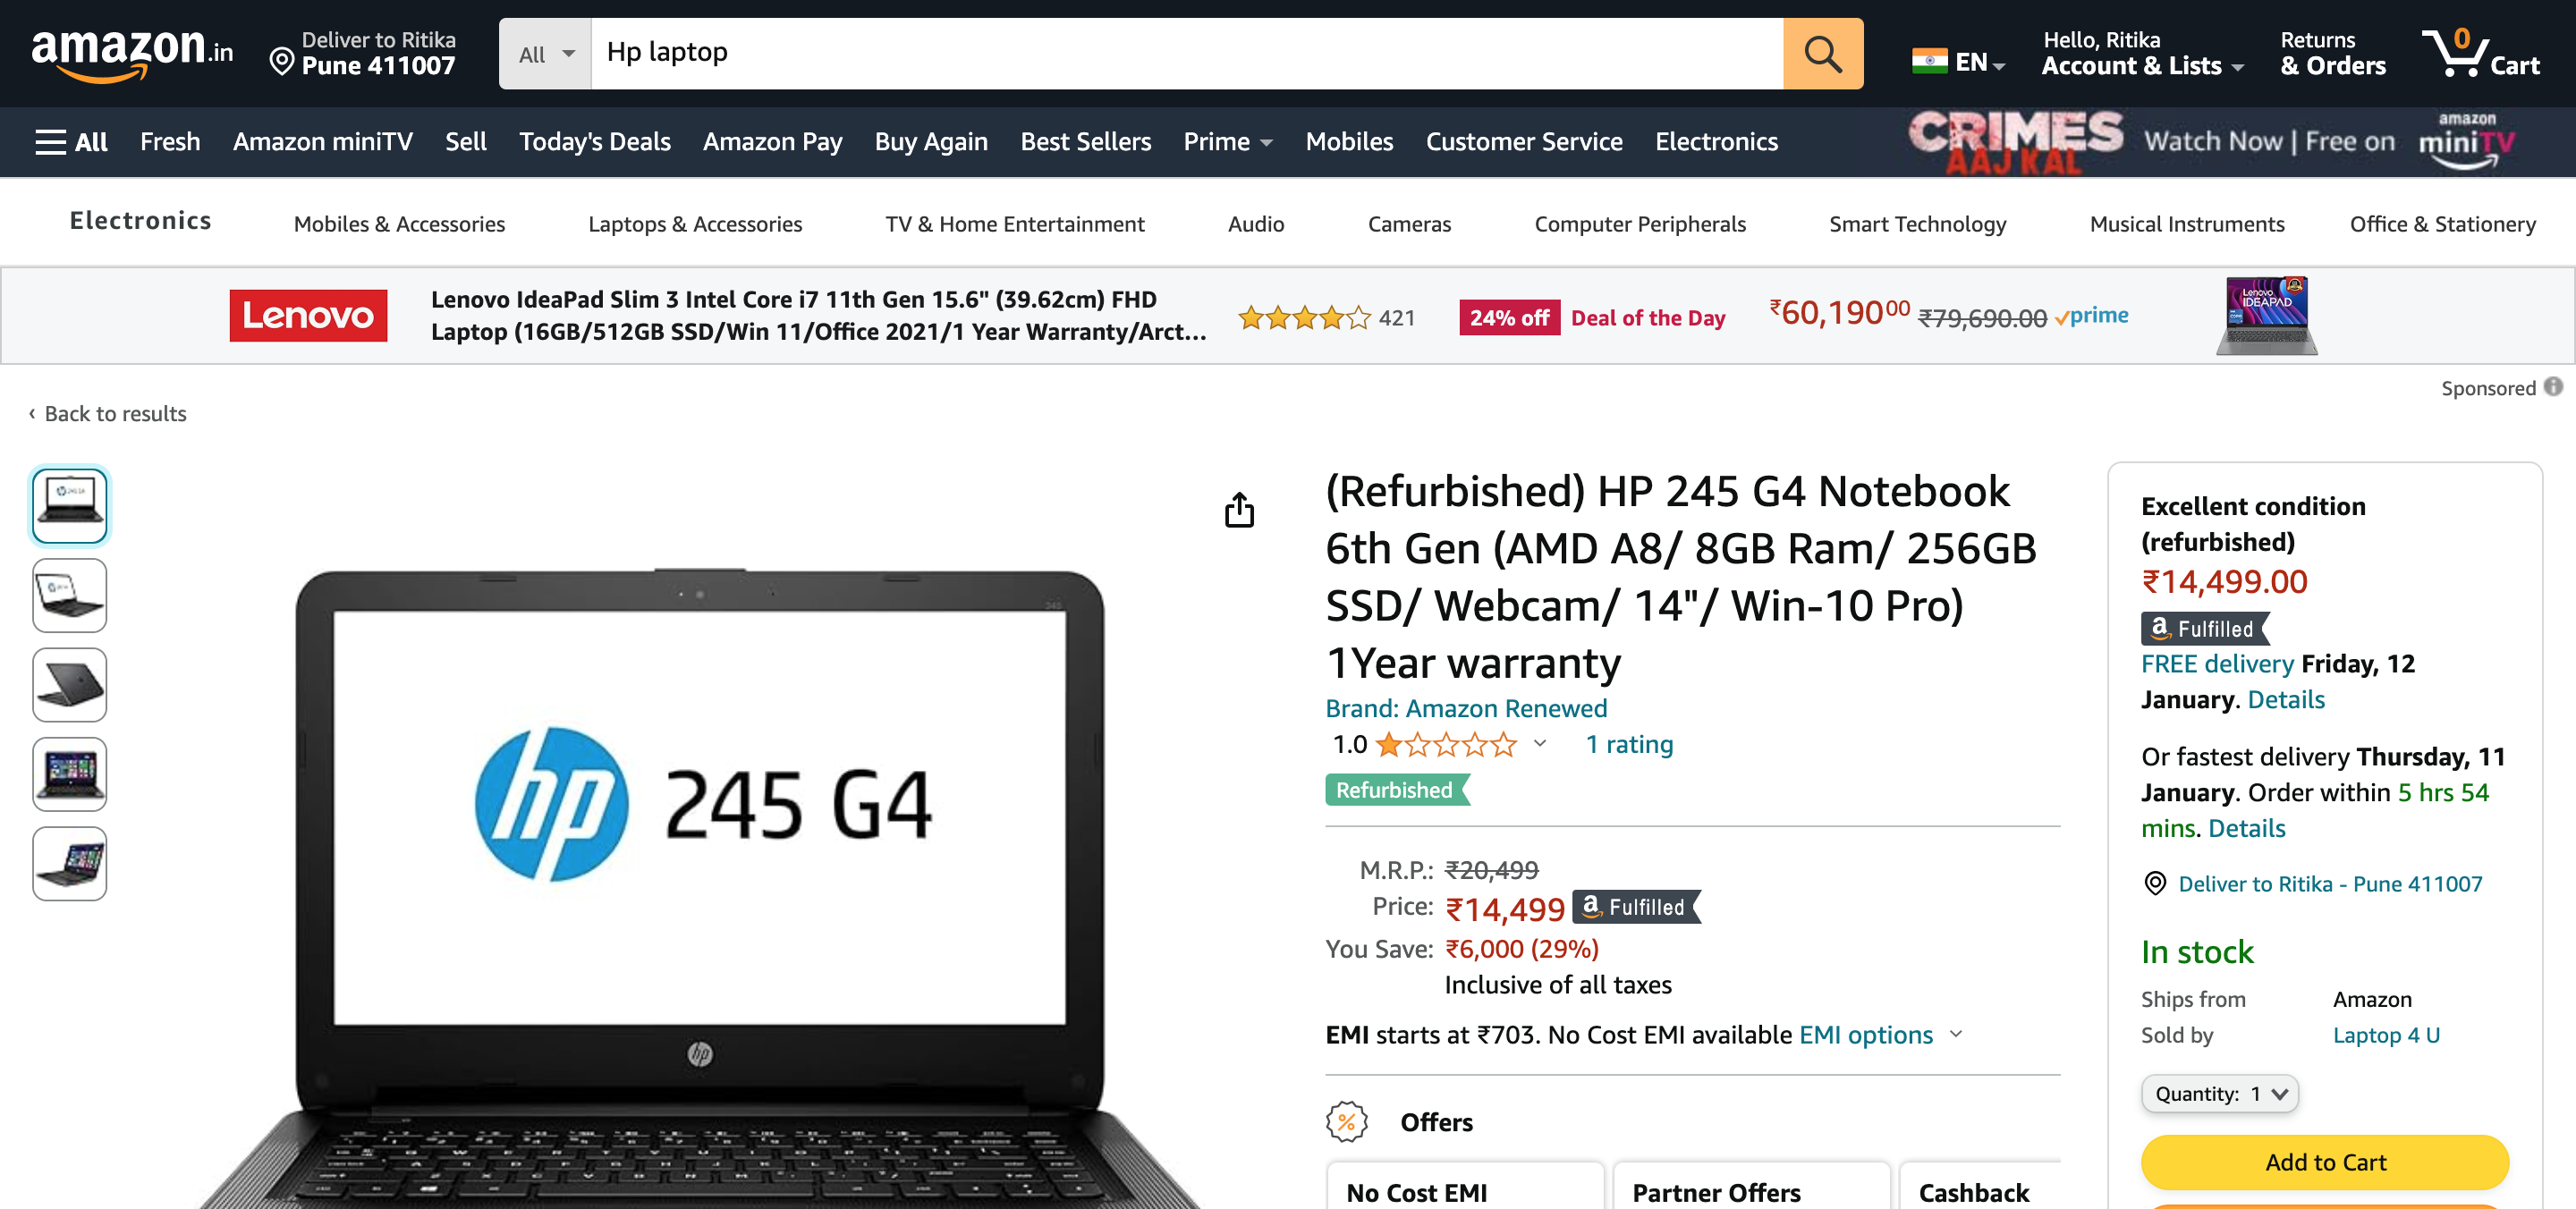 amazon.in
Deliver to Ritika
Pune 411007
All
Hp laptop
EN
Hello, Ritika
Account & Lists
Returns
& Orders
0
Cart
All
Fresh
Amazon miniTV
Sell
Today's Deals
Amazon Pay
Buy Again
Best Sellers
Prime
Mobiles
Customer Service
Electronics
CRIMES
AAJ KAL
Watch Now | Free on
amazon
miniTV
Electronics
Mobiles & Accessories
Laptops & Accessories
TV & Home Entertainment
Audio
Cameras
Computer Peripherals
Smart Technology
Musical Instruments
Office & Stationery
Lenovo
Lenovo IdeaPad Slim 3 Intel Core i7 11th Gen 15.6" (39.62cm) FHD
Laptop (16GB/512GB SSD/Win 11/Office 2021/1 Year Warranty/Arct...
421
24% off
Deal of the Day
₹60,19000
₹79,690.00
prime
Lenovo
IDEAPAD
Sponsored
‹ Back to results
hp 245 G4
hp
(Refurbished) HP 245 G4 Notebook
6th Gen (AMD A8/ 8GB Ram/ 256GB
SSD/ Webcam/ 14"/ Win-10 Pro)
1Year warranty
Brand: Amazon Renewed
1.0
1 rating
Refurbished
M.R.P.: ₹20,499
Price: ₹14,499 a Fulfilled
You Save: ₹6,000 (29%)
Inclusive of all taxes
EMI starts at ₹703. No Cost EMI available EMI options
% Offers
No Cost EMI
Partner Offers
Cashback
Excellent condition
(refurbished)
₹14,499.00
a Fulfilled
FREE delivery Friday, 12
January. Details
Or fastest delivery Thursday, 11
January. Order within 5 hrs 54
mins. Details
Deliver to Ritika - Pune 411007
In stock
Ships from Amazon
Sold by Laptop 4 U
Quantity: 1
Add to Cart